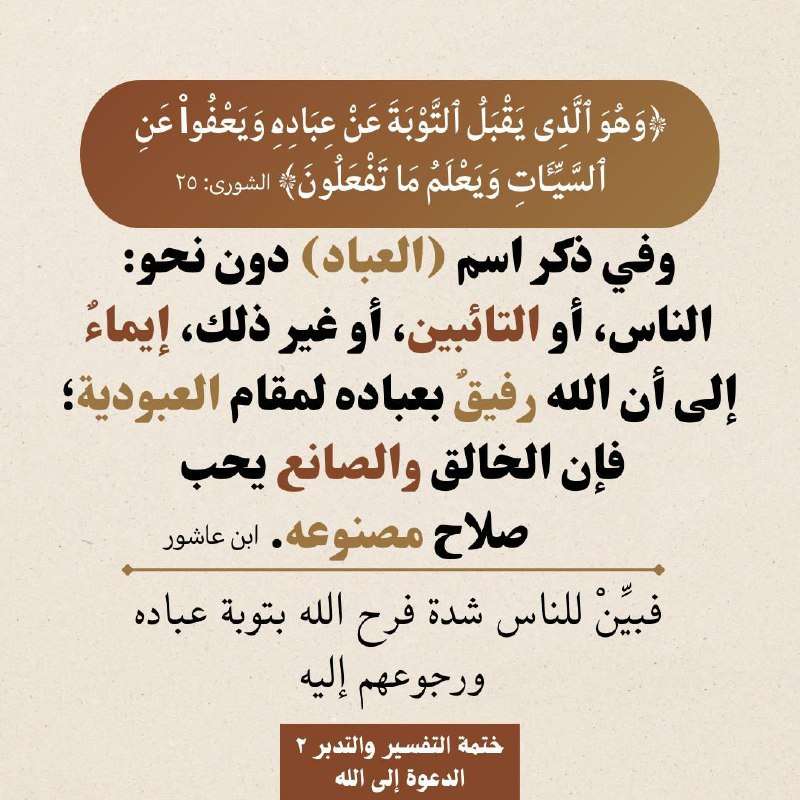 ﴿وَهُوَ ٱلَّذِى يَقْبَلُ ٱلتَّوْبَةَ عَنْ عِبَادِهِۦ وَيَعْفُوا۟ عَنِ
ٱلسَّيِّـَٔاتِ وَيَعْلَمُ مَا تَفْعَلُونَ﴾ الشورى: ٢٥
وفي ذكر اسم (العباد) دون نحو:
الناس، أو التائبين، أو غير ذلك، إيماءٌ
إلى أن الله رفيقٌ بعباده لمقام العبودية؛
فإن الخالق والصانع يحب
صلاح مصنوعه. ابن عاشور
فبيِّنْ للناس شدة فرح الله بتوبة عباده
ورجوعهم إليه
ختمة التفسير والتدبر ٢
الدعوة إلى الله